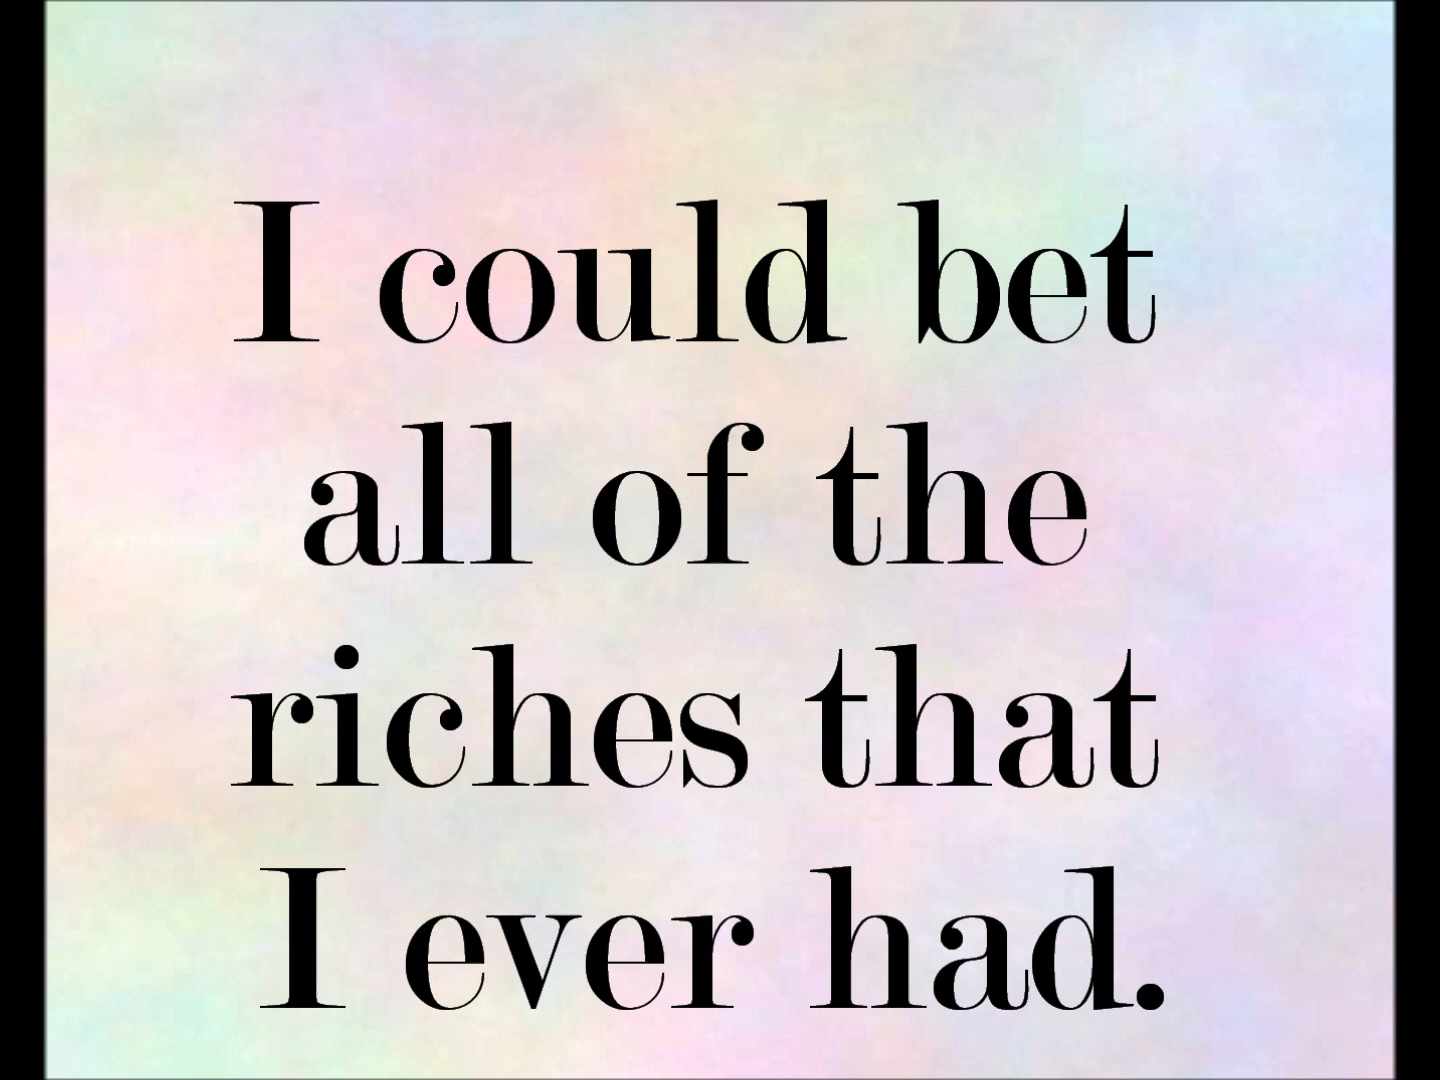 I could bet
all of the
riches that
I ever had.